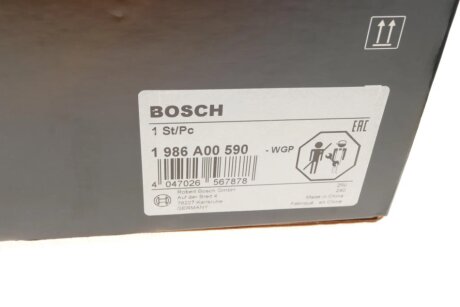 BOSCH
1 St/Pc
1 986 A00 590 - WGP
EAC
4 047026 567878
Robert Bosch GmbH
Auf der Breit 4
76227 Karlsruhe
GERMANY
Made in China